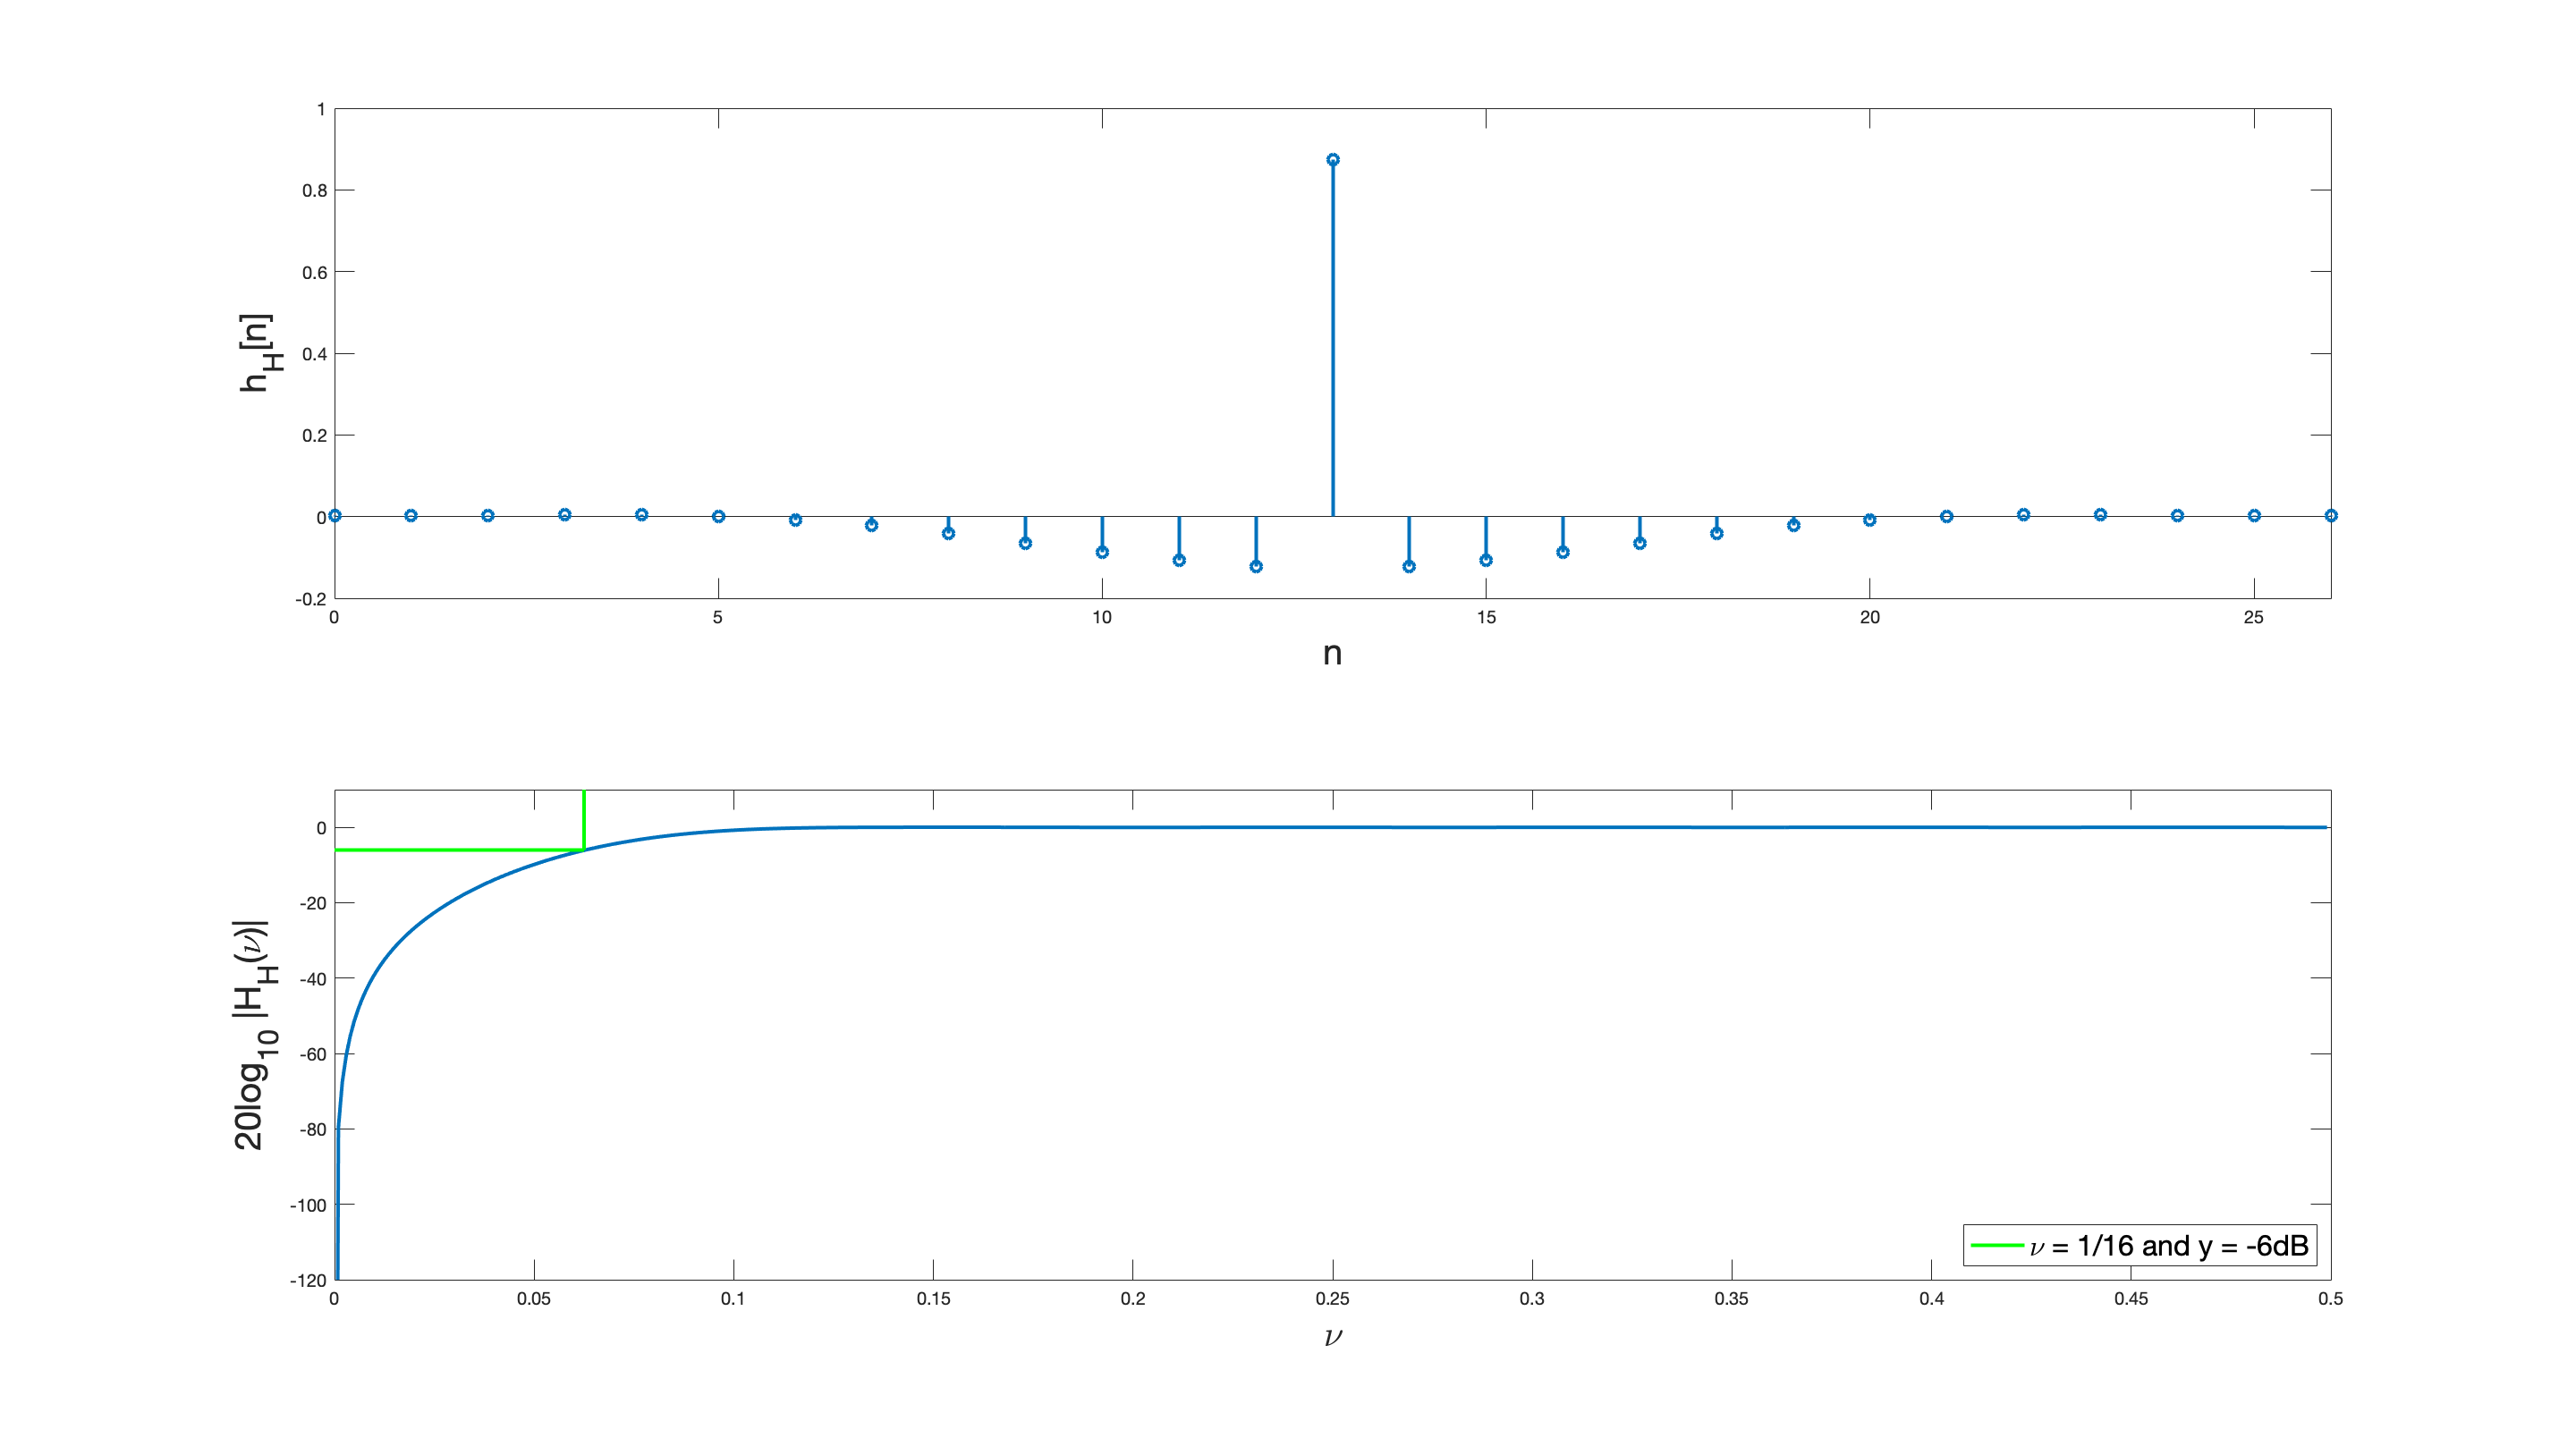 1
0.8
0.6
0.4
0.2
0
-0.2
h_H[n]
0 5 10 15 20 25
n
0
-20
-40
-60
-80
-100
-120
20log_10 |H_H(ν)|
ν = 1/16 and y = -6dB
0 0.05 0.1 0.15 0.2 0.25 0.3 0.35 0.4 0.45 0.5
ν